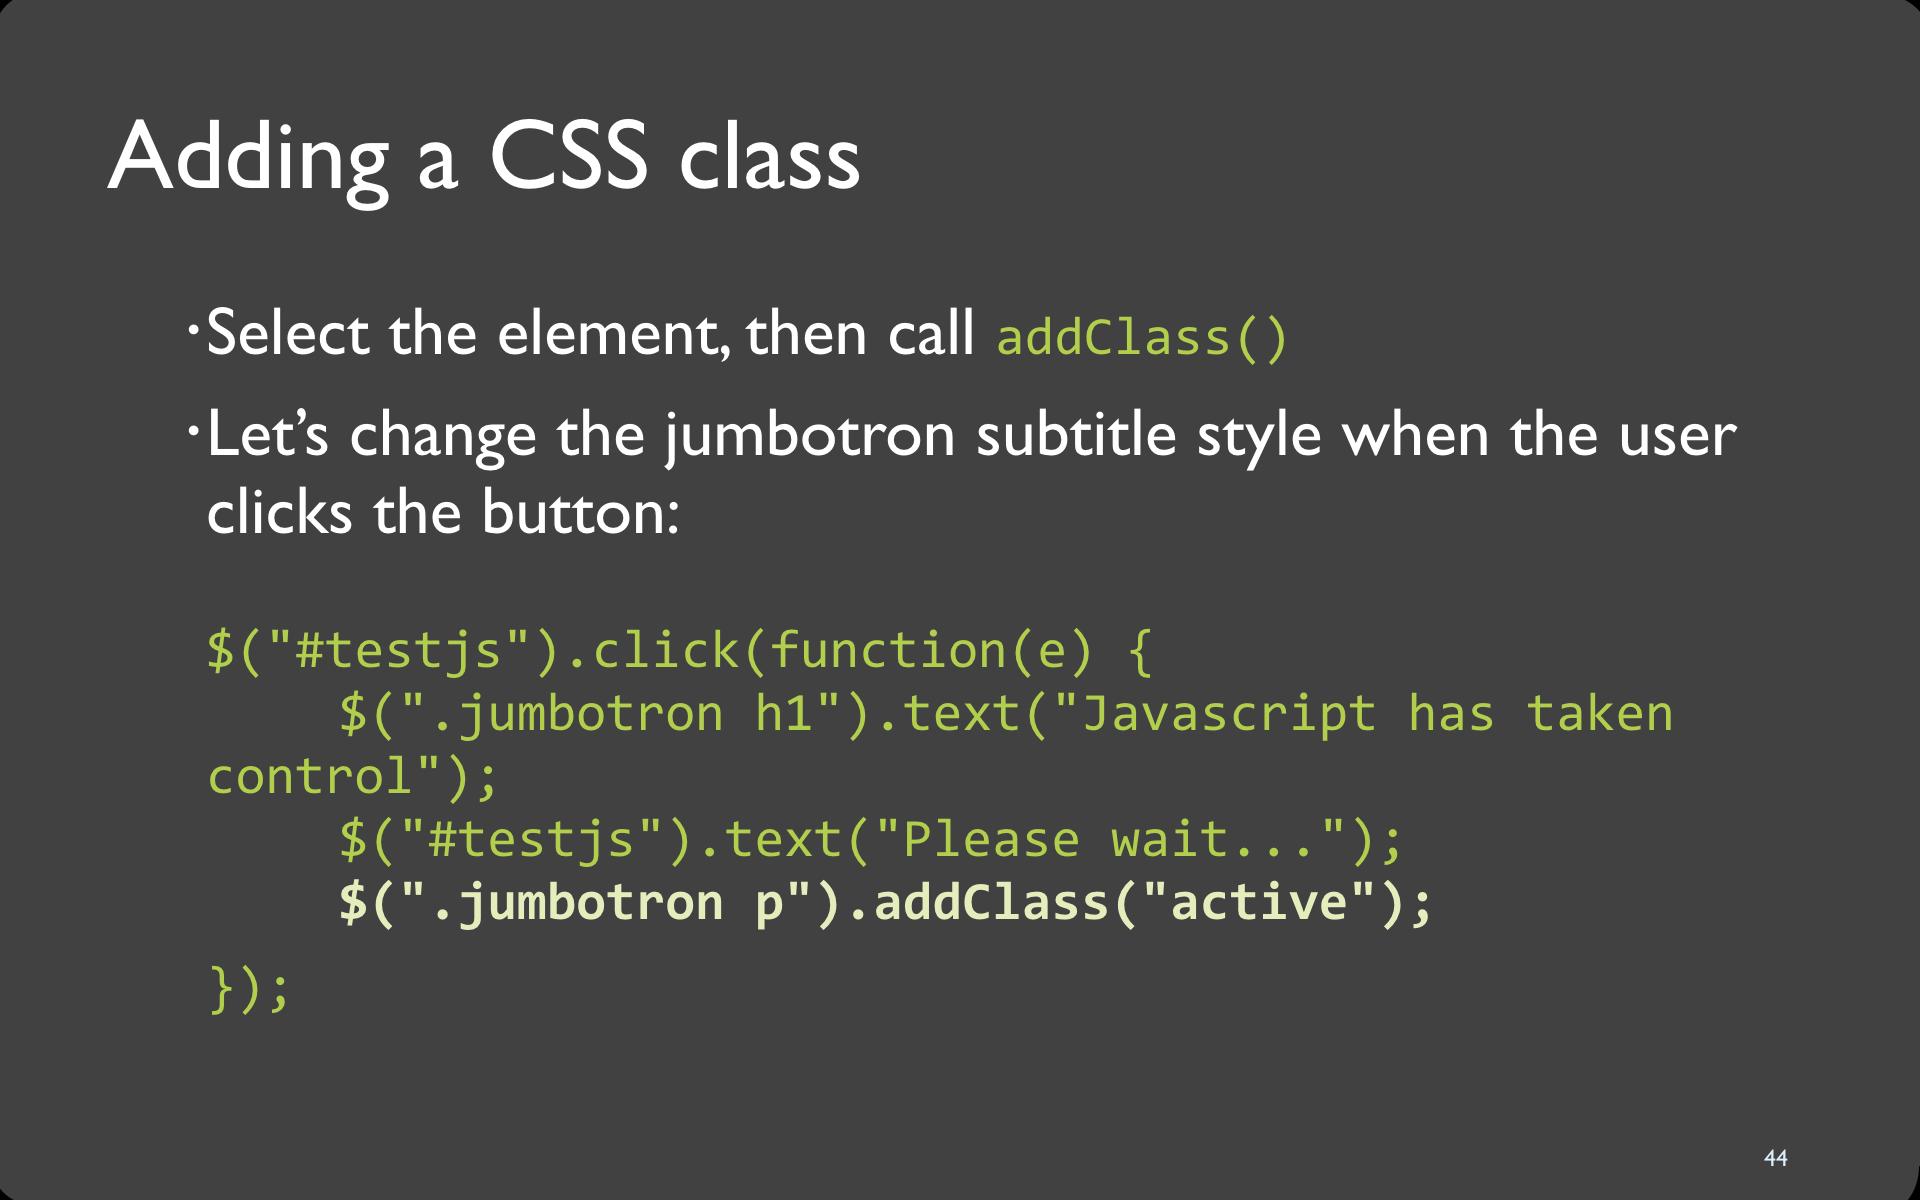 Adding a CSS class
•Select the element, then call addClass()
•Let’s change the jumbotron subtitle style when the user
clicks the button:
$("#testjs").click(function(e) {
$(".jumbotron h1").text("Javascript has taken
control");
$("#testjs").text("Please wait...");
$(".jumbotron p").addClass("active");
});
44